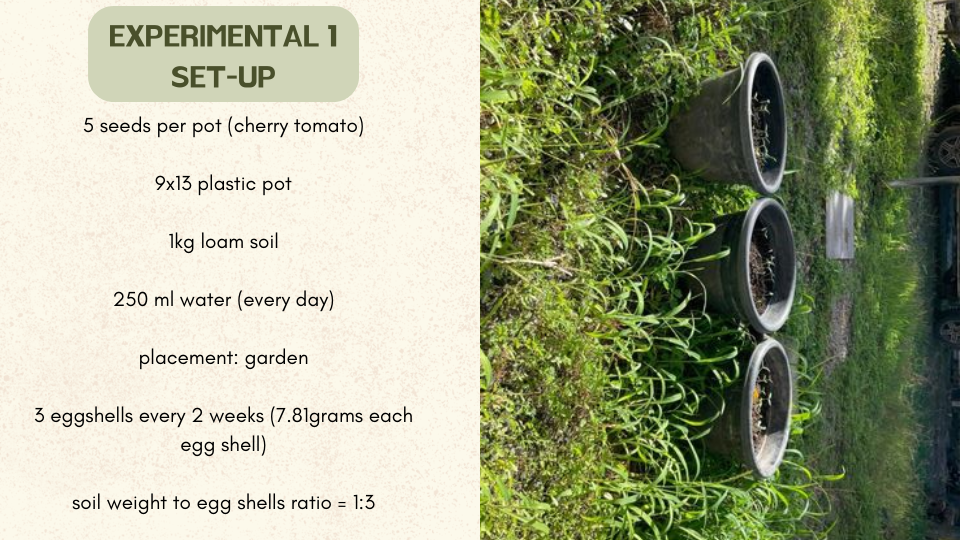 EXPERIMENTAL 1
SET-UP
5 seeds per pot (cherry tomato)
9x13 plastic pot
1kg loam soil
250 ml water (every day)
placement: garden
3 eggshells every 2 weeks (7.81grams each
egg shell)
soil weight to egg shells ratio = 1:3